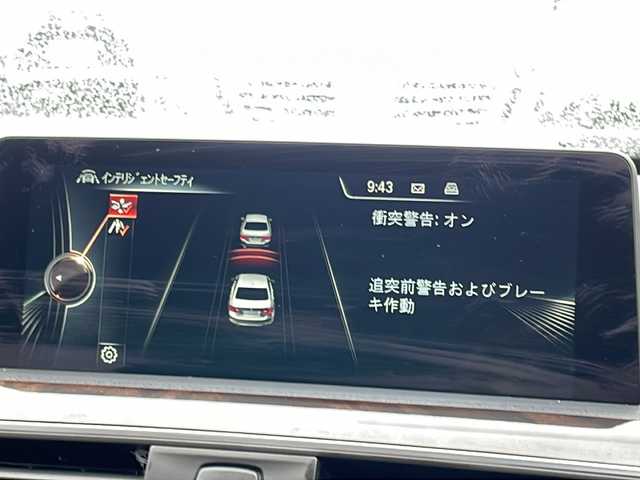 インテリジェントセーフティ
9:43
衝突警告: オン
追突前警告およびブレー
キ作動